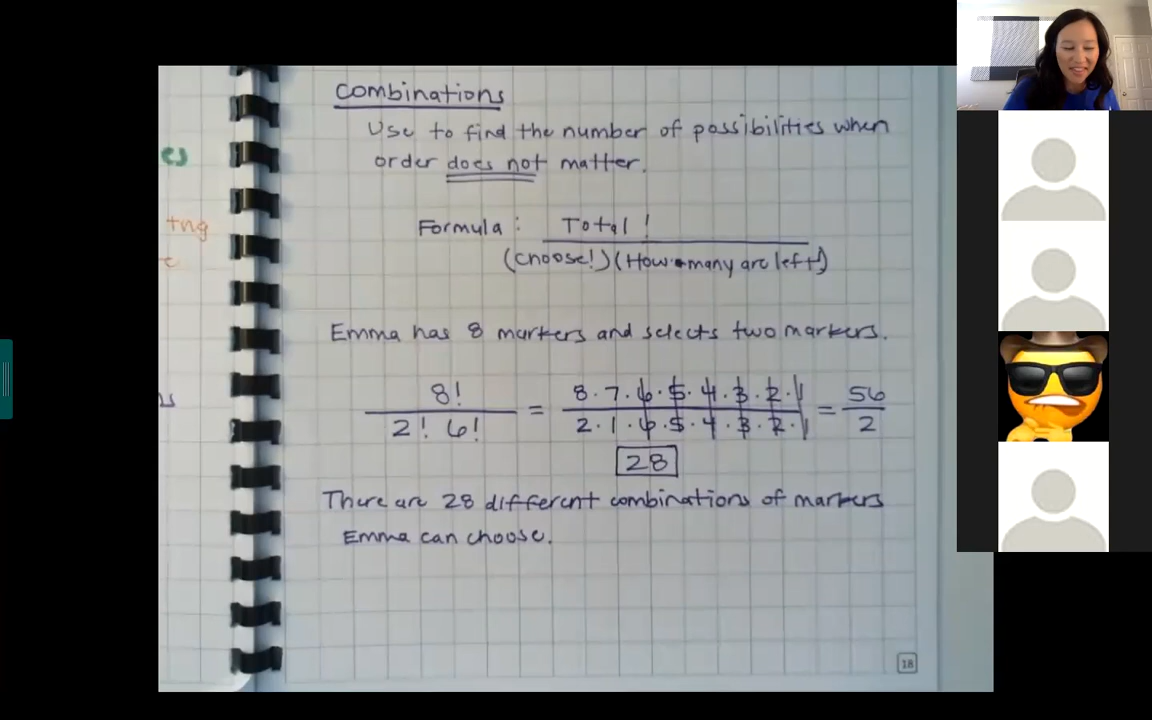 Combinations
Use to find the number of possibilities when
order does not matter.
Formula: Total!
(choose!)(How many are left!)
Emma has 8 markers and selects two markers.
8! / 2! 6! = 8·7·6·5·4·3·2·1 / 2·1·6·5·4·3·2·1 = 56 / 2
28
There are 28 different combinations of markers
Emma can choose.
18